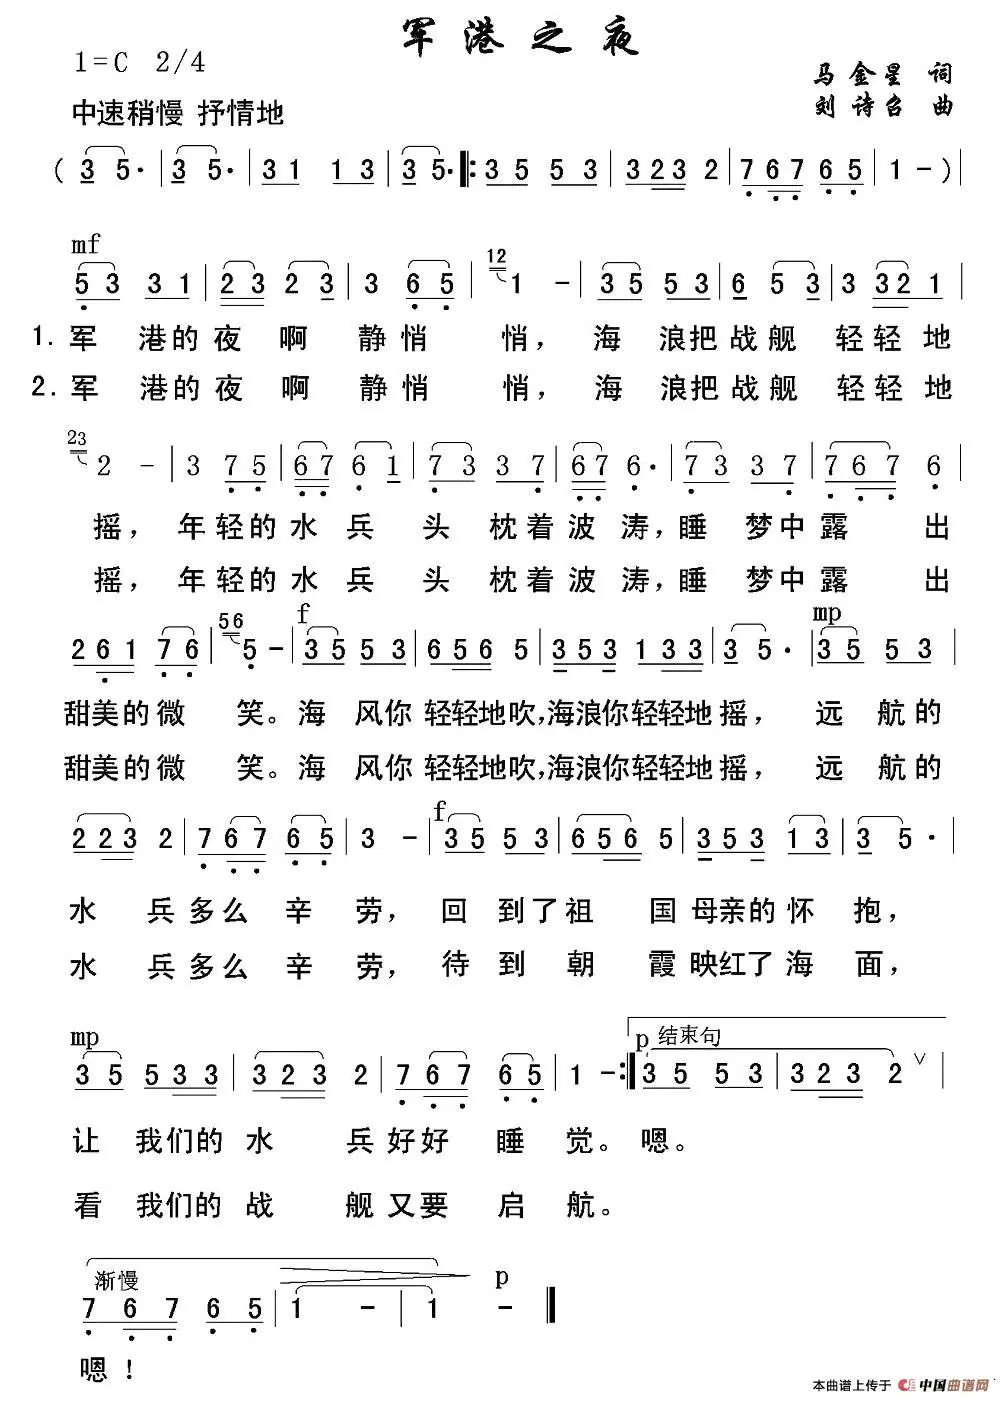 军港之夜
1=C 2/4
马金星 词
中速稍慢 抒情地
刘诗召 曲
( 3 5· | 3 5· | 3 1 1 3 | 3 5· |: 3 5 5 3 | 3 2 3 2 | 7 6 7 6 5 | 1 - ) |
mf
5 3 3 1 | 2 3 2 3 | 3 6 5 | 12 1 - | 3 5 5 3 | 6 5 3 | 3 3 2 1 |
1. 军 港的夜 啊 静悄 悄， 海 浪把战舰 轻轻地
2. 军 港的夜 啊 静悄 悄， 海 浪把战舰 轻轻地
23 2 - | 3 7 5 | 6 7 6 1 | 7 3 3 7 | 6 7 6· | 7 3 3 7 | 7 6 7 6 |
摇， 年轻的水 兵 头 枕着波 涛，睡 梦中露 出
摇， 年轻的水 兵 头 枕着波 涛，睡 梦中露 出
f mp
2 6 1 7 6 | 56 5 - | 3 5 5 3 | 6 5 6 5 | 3 5 3 1 3 3 | 3 5· | 3 5 5 3 |
甜美的微 笑。海 风你 轻轻地吹，海浪你轻轻地摇， 远 航的
甜美的微 笑。海 风你 轻轻地吹，海浪你轻轻地摇， 远 航的
f
2 2 3 2 | 7 6 7 6 5 | 3 - | 3 5 5 3 | 6 5 6 5 | 3 5 3 1 3 | 3 5· |
水 兵多么 辛 劳， 回 到了祖 国母亲的怀 抱，
水 兵多么 辛 劳， 待 到 朝 霞映红了海 面，
mp p 结束句
3 5 5 3 3 | 3 2 3 2 | 7 6 7 6 5 | 1 - :| 3 5 5 3 | 3 2 3 2 ∨ |
让 我们的水 兵好好 睡 觉。嗯。
看 我们的战 舰又要 启 航。
渐慢 p
7 6 7 6 5 | 1 - | 1 - ‖
嗯！
本曲谱上传于 中国曲谱网